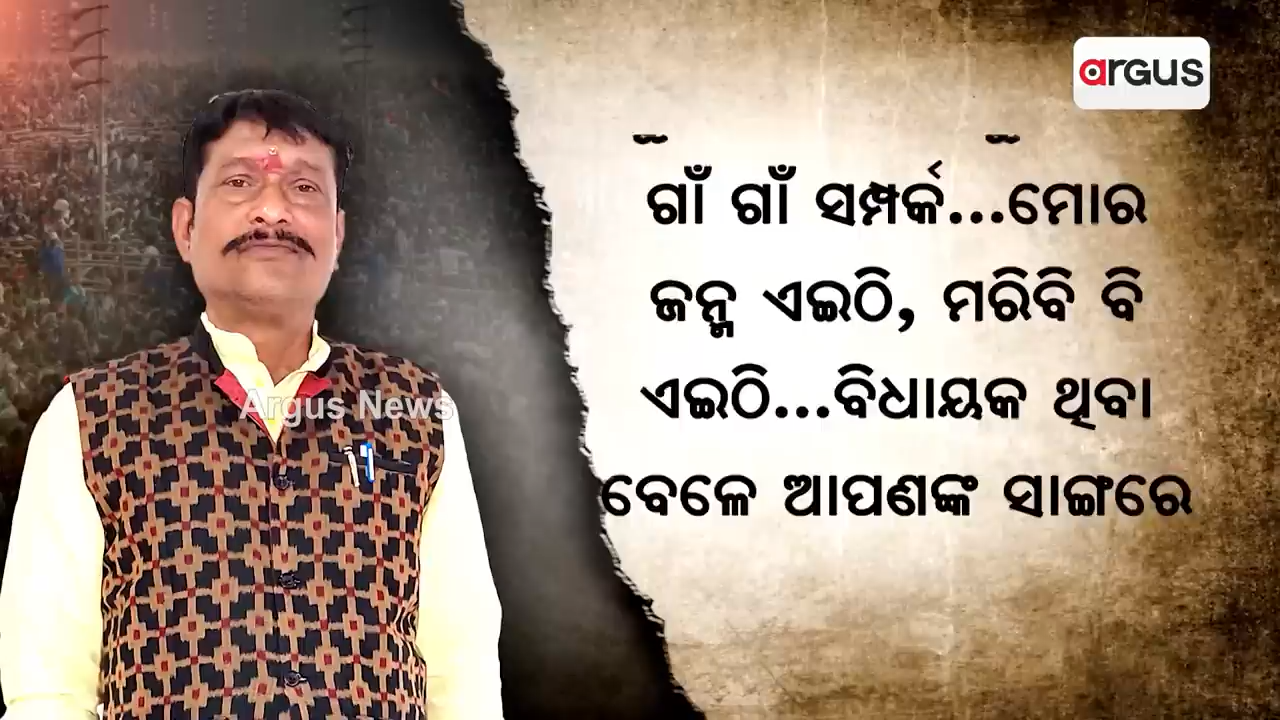 argus
ଗାଁ ଗାଁ ସମ୍ପର୍କ...ମୋର
ଜନ୍ମ ଏଇଠି, ମରିବି ବି
ଏଇଠି...ବିଧାୟକ ଥିବା
ବେଳେ ଆପଣଙ୍କ ସାଙ୍ଗରେ
Argus News